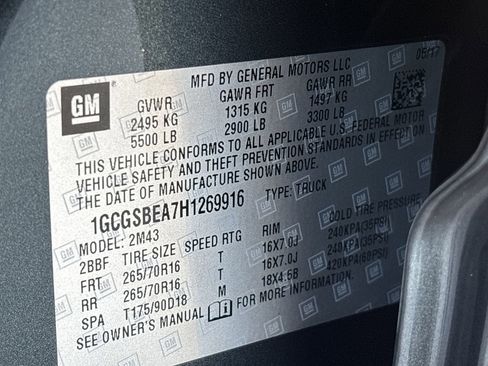 GM
MFD BY GENERAL MOTORS LLC 05/17
GVWR GAWR FRT GAWR RR
2495 KG 1315 KG 1497 KG
5500 LB 2900 LB 3300 LB
THIS VEHICLE CONFORMS TO ALL APPLICABLE U.S. FEDERAL MOTOR
VEHICLE SAFETY AND THEFT PREVENTION STANDARDS IN EFFECT ON
THE DATE OF MANUFACTURE SHOWN ABOVE.
1GCGSBEA7H1269916 TYPE: TRUCK
MODEL: 2M43
2BBF TIRE SIZE SPEED RTG RIM COLD TIRE PRESSURE
FRT 265/70R16 T 16X7.0J 240KPA(35PSI)
RR 265/70R16 T 16X7.0J 240KPA(35PSI)
SPA T175/90D18 M 18X4.5B 420KPA(60PSI)
SEE OWNER'S MANUAL FOR MORE INFORMATION.